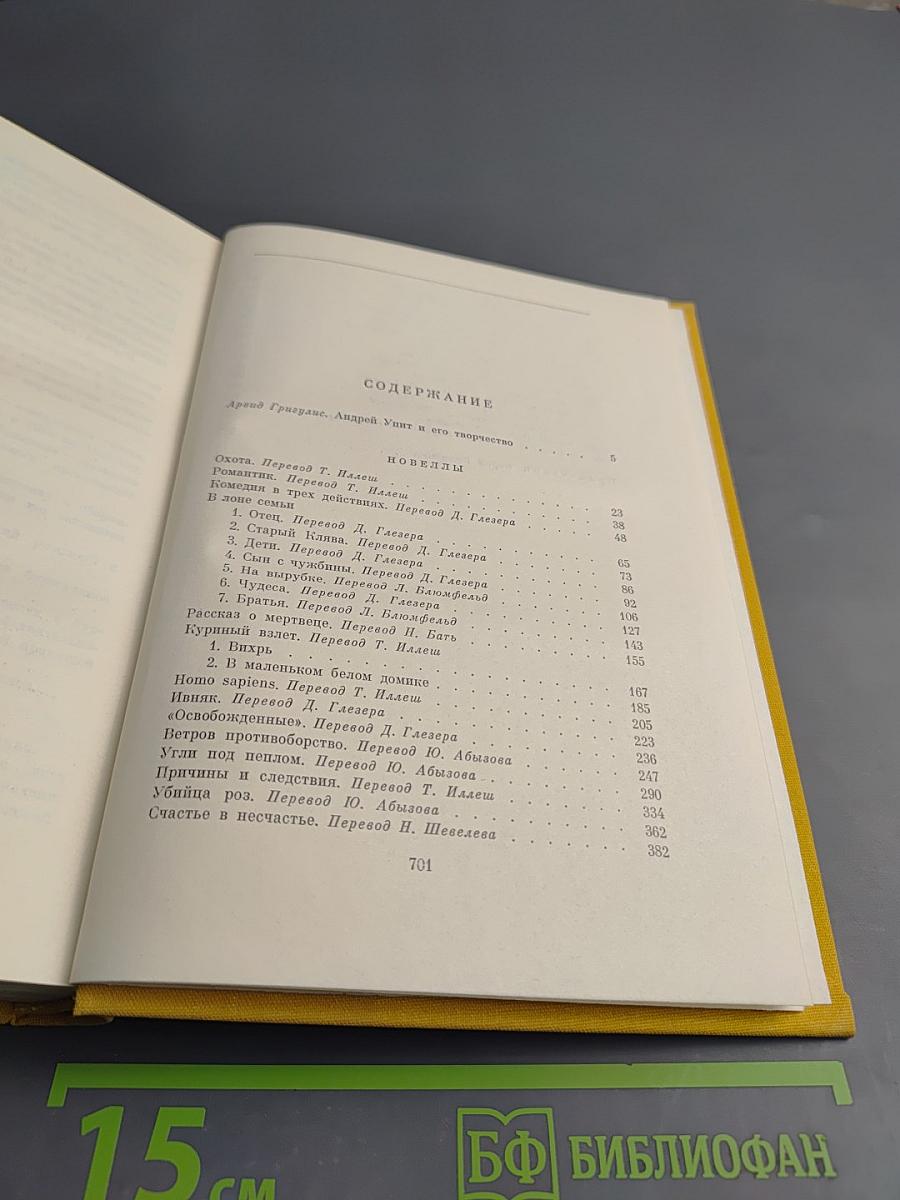 СОДЕРЖАНИЕ
Арвид Григулис. Андрей Упит и его творчество . . . . . 5
НОВЕЛЛЫ
Охота. Перевод Т. Иллеш . . . . . . . . . . 23
Романтик. Перевод Т. Иллеш . . . . . . . . . 38
Комедия в трех действиях. Перевод Д. Глезера . . . . . 48
В лоне семьи
1. Отец. Перевод Д. Глезера . . . . . . . . . 65
2. Старый Клява. Перевод Д. Глезера . . . . . . 73
3. Дети. Перевод Д. Глезера . . . . . . . . . 86
4. Сын с чужбины. Перевод Д. Глезера . . . . . . 92
5. На вырубке. Перевод Л. Блюмфельд . . . . . . 106
6. Чудеса. Перевод Д. Глезера . . . . . . . . 127
7. Братья. Перевод Л. Блюмфельд . . . . . . . 143
Рассказ о мертвеце. Перевод Н. Бать . . . . . . . 155
Куриный взлет. Перевод Т. Иллеш
1. Вихрь . . . . . . . . . . . . . . 167
2. В маленьком белом домике . . . . . . . . 185
Homo sapiens. Перевод Т. Иллеш . . . . . . . . 205
Ивняк. Перевод Д. Глезера . . . . . . . . . . 223
«Освобожденные». Перевод Д. Глезера . . . . . . . 236
Ветров противоборство. Перевод Ю. Абызова . . . . . 247
Угли под пеплом. Перевод Ю. Абызова . . . . . . . 290
Причины и следствия. Перевод Т. Иллеш . . . . . . 334
Убийца роз. Перевод Ю. Абызова . . . . . . . . 362
Счастье в несчастье. Перевод Н. Шевелева . . . . . . 382
701
15 см
БФ БИБЛИОФАН